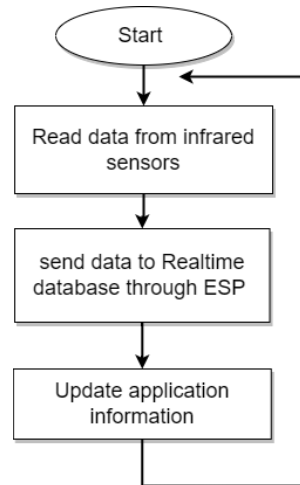 Start
Read data from infrared
sensors
send data to Realtime
database through ESP
Update application
information